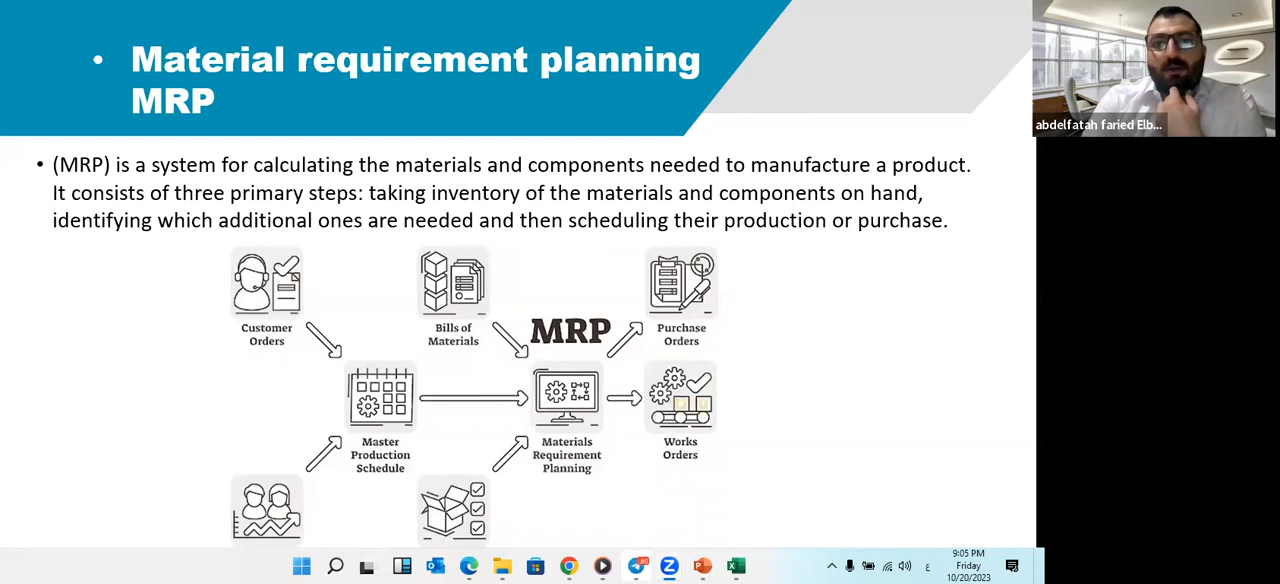 • Material requirement planning
MRP
• (MRP) is a system for calculating the materials and components needed to manufacture a product.
It consists of three primary steps: taking inventory of the materials and components on hand,
identifying which additional ones are needed and then scheduling their production or purchase.
Customer
Orders
Bills of
Materials
MRP
Purchase
Orders
Master
Production
Schedule
Materials
Requirement
Planning
Works
Orders
abdelfatah faried Elb...
ع
9:05 PM
Friday
10/20/2023